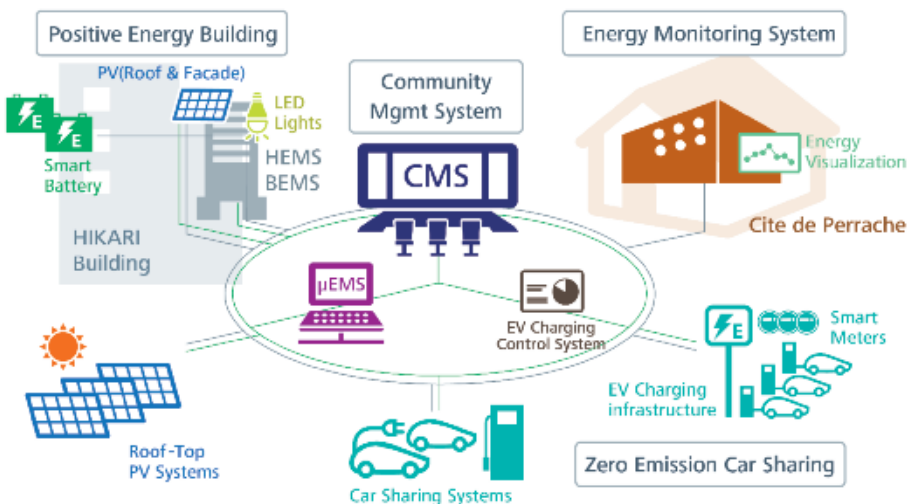 Positive Energy Building
Energy Monitoring System
PV(Roof & Facade)
Community
Mgmt System
LED
Lights
E
E
Smart
Battery
HEMS
BEMS
CMS
Energy
Visualization
HIKARI
Building
Cite de Perrache
μEMS
EV Charging
Control System
E
Smart
Meters
EV Charging
infrastructure
Roof-Top
PV Systems
Car Sharing Systems
Zero Emission Car Sharing